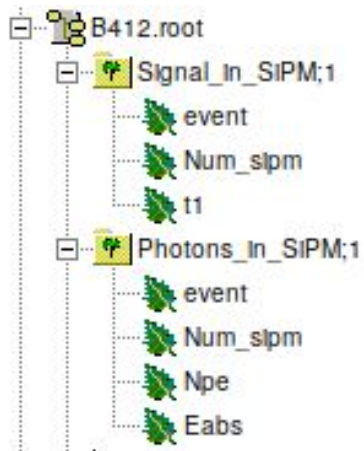 B412.root
Signal_In_SiPM;1
event
Num_sipm
t1
Photons_In_SiPM;1
event
Num_sipm
Npe
Eabs